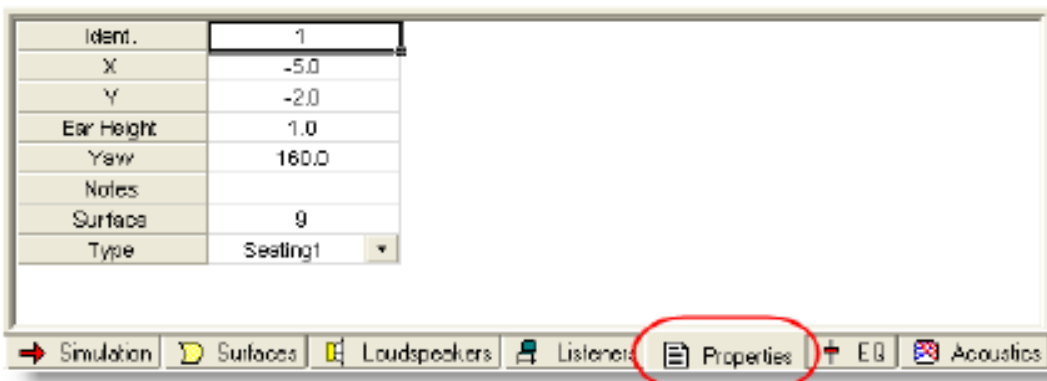 Ident. 1
X -5.0
Y -2.0
Ear Height 1.0
Yaw 160.0
Notes
Surface 9
Type Seating1
Simulation Surfaces Loudspeakers Listeners Properties EQ Acoustics